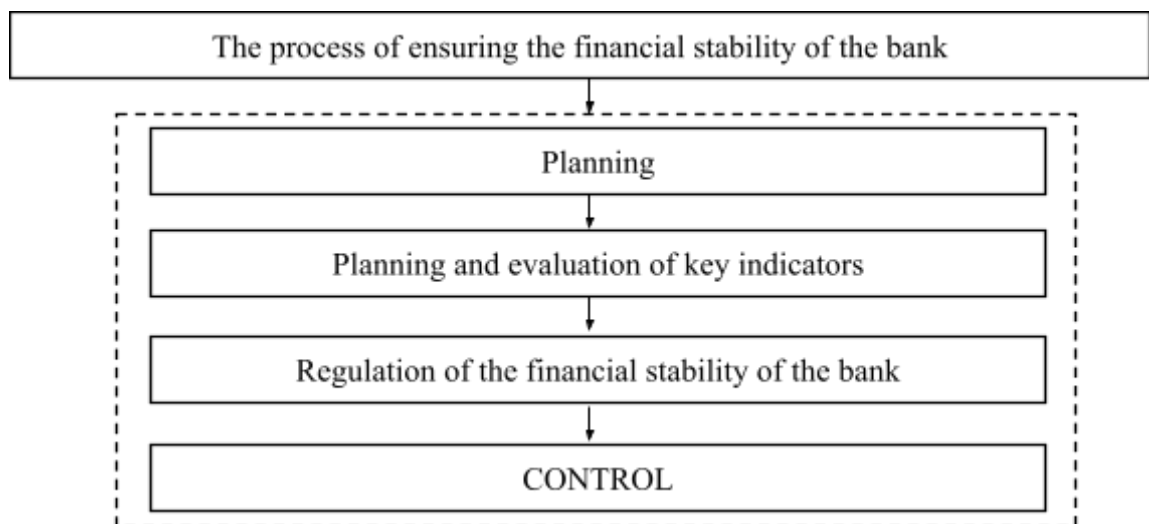 The process of ensuring the financial stability of the bank
Planning
Planning and evaluation of key indicators
Regulation of the financial stability of the bank
CONTROL